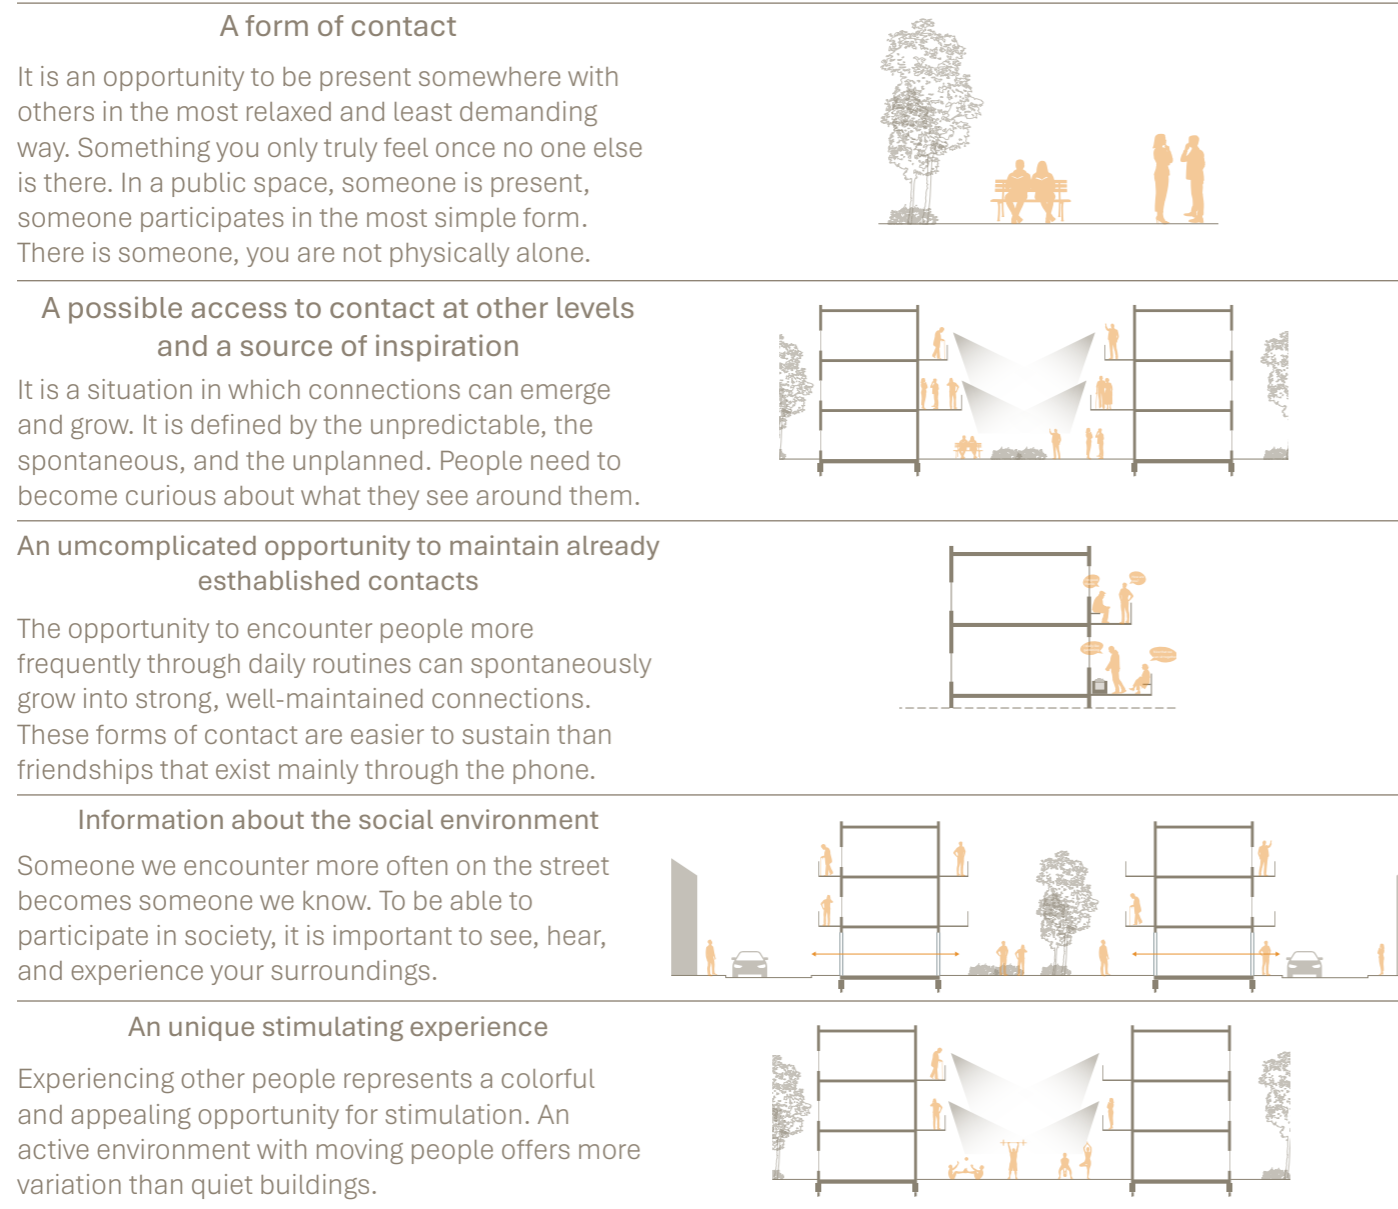 A form of contact
It is an opportunity to be present somewhere with
others in the most relaxed and least demanding
way. Something you only truly feel once no one else
is there. In a public space, someone is present,
someone participates in the most simple form.
There is someone, you are not physically alone.
A possible access to contact at other levels
and a source of inspiration
It is a situation in which connections can emerge
and grow. It is defined by the unpredictable, the
spontaneous, and the unplanned. People need to
become curious about what they see around them.
An umcomplicated opportunity to maintain already
esthablished contacts
The opportunity to encounter people more
frequently through daily routines can spontaneously
grow into strong, well-maintained connections.
These forms of contact are easier to sustain than
friendships that exist mainly through the phone.
Information about the social environment
Someone we encounter more often on the street
becomes someone we know. To be able to
participate in society, it is important to see, hear,
and experience your surroundings.
An unique stimulating experience
Experiencing other people represents a colorful
and appealing opportunity for stimulation. An
active environment with moving people offers more
variation than quiet buildings.